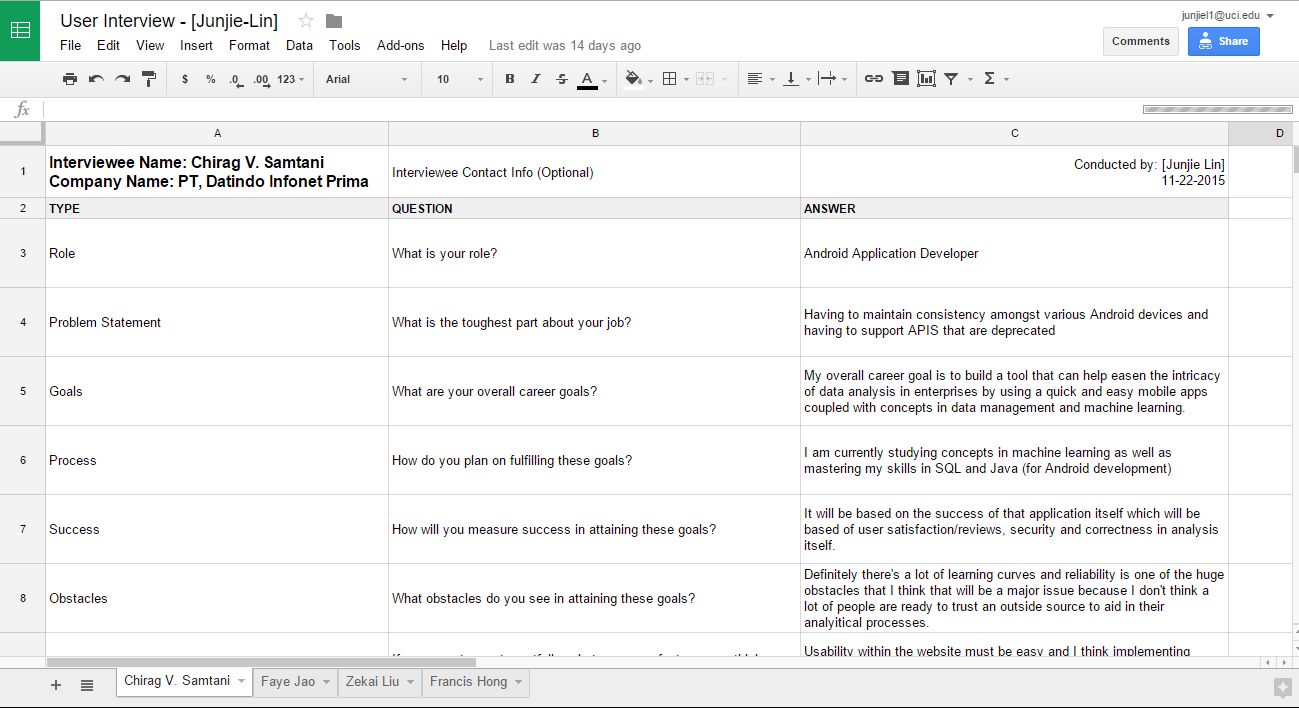 User Interview - [Junjie-Lin]
junjiel1@uci.edu
File Edit View Insert Format Data Tools Add-ons Help Last edit was 14 days ago
Comments Share
$ % .0 .00 123 Arial 10 B I S A Σ
fx
A B C D
1 Interviewee Name: Chirag V. Samtani
Company Name: PT, Datindo Infonet Prima
Interviewee Contact Info (Optional)
Conducted by: [Junjie Lin]
11-22-2015
2 TYPE QUESTION ANSWER
3 Role What is your role? Android Application Developer
4 Problem Statement What is the toughest part about your job?
Having to maintain consistency amongst various Android devices and
having to support APIS that are deprecated
5 Goals What are your overall career goals?
My overall career goal is to build a tool that can help easen the intricacy
of data analysis in enterprises by using a quick and easy mobile apps
coupled with concepts in data management and machine learning.
6 Process How do you plan on fulfilling these goals?
I am currently studying concepts in machine learning as well as
mastering my skills in SQL and Java (for Android development)
7 Success How will you measure success in attaining these goals?
It will be based on the success of that application itself which will be
based of user satisfaction/reviews, security and correctness in analysis
itself.
8 Obstacles What obstacles do you see in attaining these goals?
Definitely there's a lot of learning curves and reliability is one of the huge
obstacles that I think that will be a major issue because I don't think a
lot of people are ready to trust an outside source to aid in their
analyitical processes.
Usability within the website must be easy and I think implementing
Chirag V. Samtani Faye Jao Zekai Liu Francis Hong